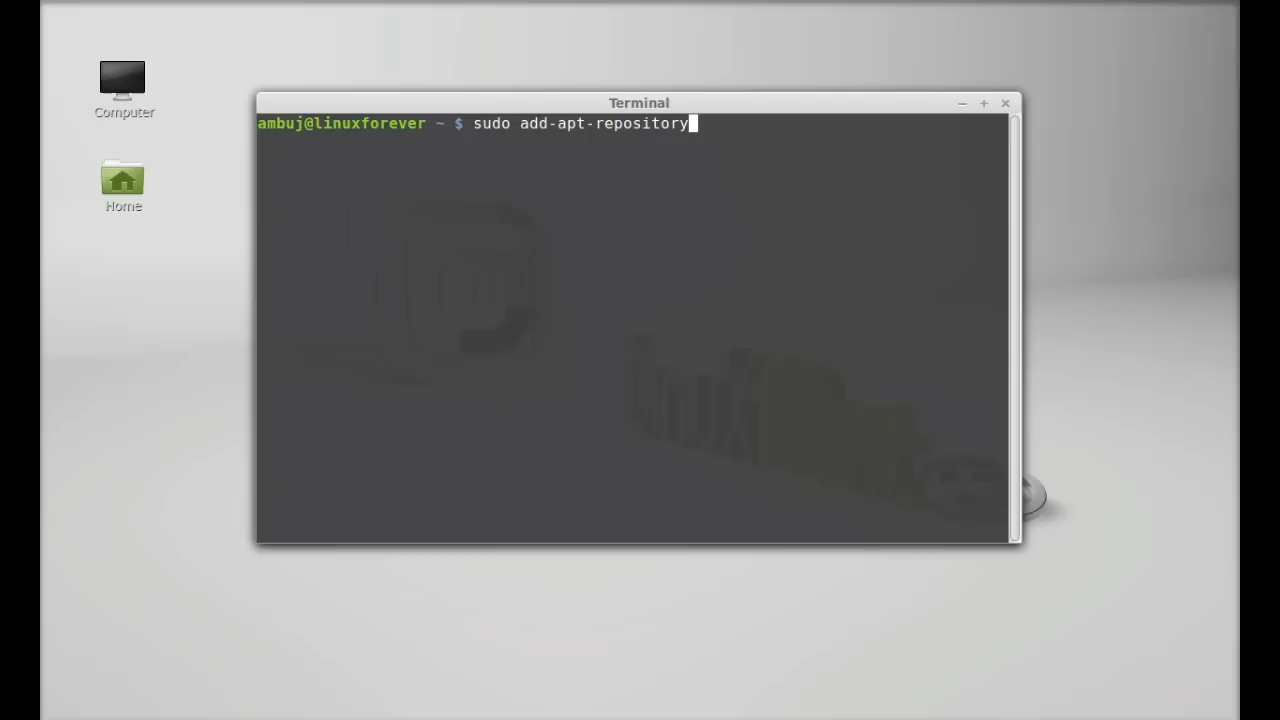 Terminal
ambuj@linuxforever ~ $ sudo add-apt-repository
Computer
Home